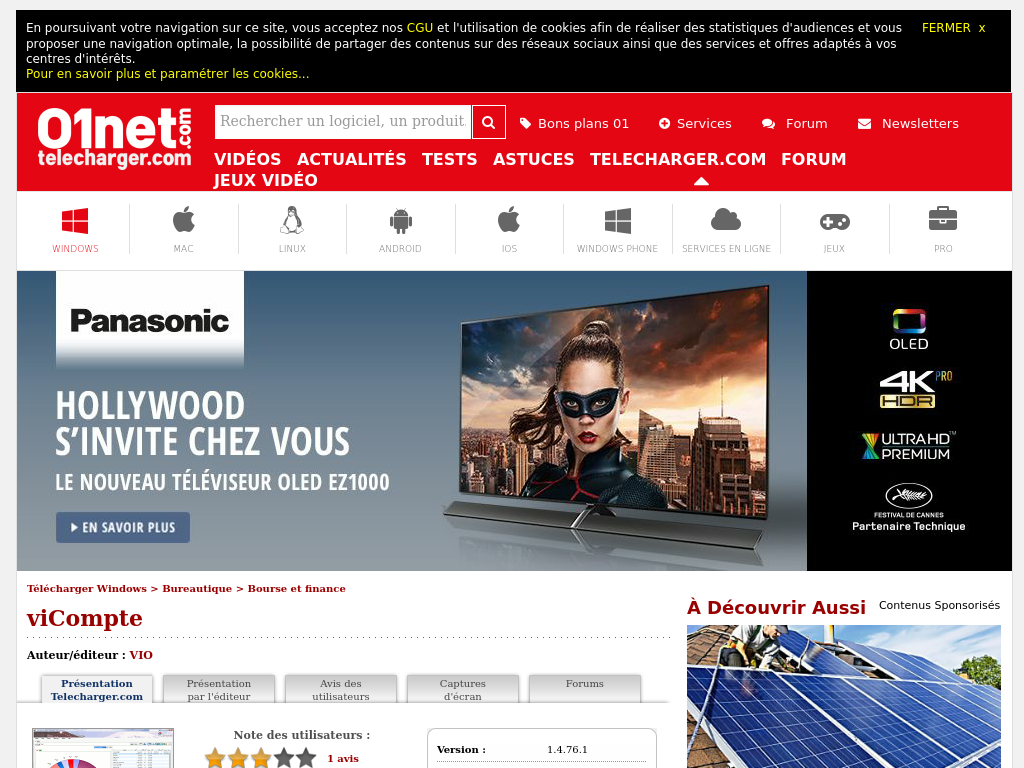 En poursuivant votre navigation sur ce site, vous acceptez nos CGU et l'utilisation de cookies afin de réaliser des statistiques d'audiences et vous
proposer une navigation optimale, la possibilité de partager des contenus sur des réseaux sociaux ainsi que des services et offres adaptés à vos
centres d'intérêts.
Pour en savoir plus et paramétrer les cookies...
FERMER x
01net.com
telecharger.com
Rechercher un logiciel, un produit
Bons plans 01
Services
Forum
Newsletters
VIDÉOS ACTUALITÉS TESTS ASTUCES TELECHARGER.COM FORUM
JEUX VIDÉO
WINDOWS
MAC
LINUX
ANDROID
IOS
WINDOWS PHONE
SERVICES EN LIGNE
JEUX
PRO
Panasonic
HOLLYWOOD
S'INVITE CHEZ VOUS
LE NOUVEAU TÉLÉVISEUR OLED EZ1000
EN SAVOIR PLUS
OLED
4K PRO
HDR
ULTRA HD™
PREMIUM
FESTIVAL DE CANNES
Partenaire Technique
Télécharger Windows > Bureautique > Bourse et finance
viCompte
Auteur/éditeur : VIO
Présentation
Telecharger.com
Présentation
par l'éditeur
Avis des
utilisateurs
Captures
d'écran
Forums
Note des utilisateurs :
1 avis
Version : 1.4.76.1
À Découvrir Aussi
Contenus Sponsorisés